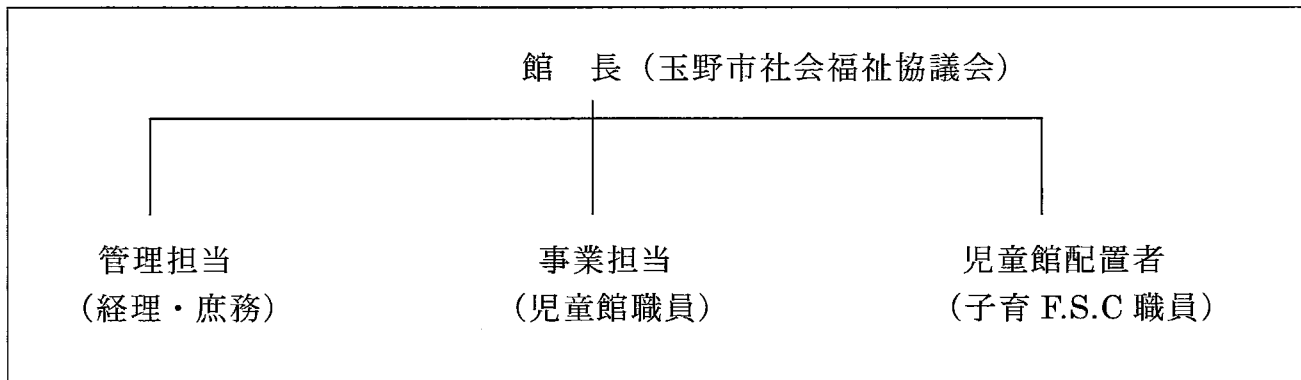 館　長（玉野市社会福祉協議会）
管理担当
（経理・庶務）
事業担当
（児童館職員）
児童館配置者
（子育 F.S.C 職員）